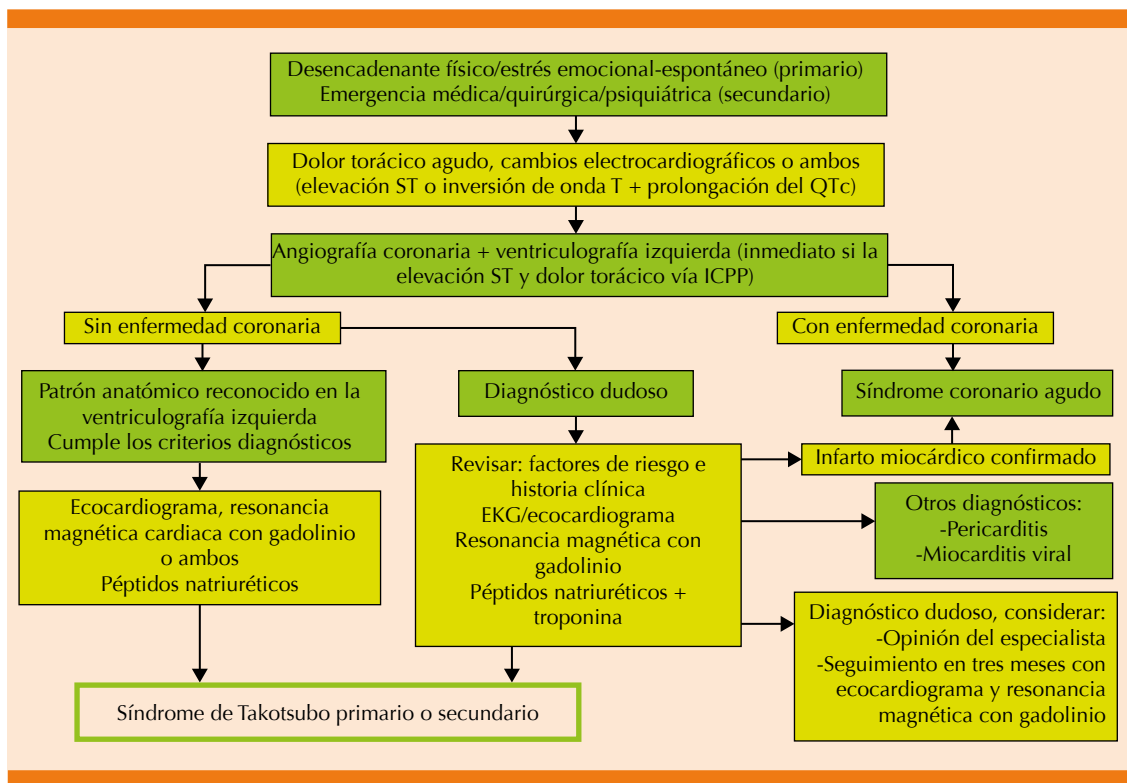 Desencadenante físico/estrés emocional-espontáneo (primario)
Emergencia médica/quirúrgica/psiquiátrica (secundario)
Dolor torácico agudo, cambios electrocardiográficos o ambos
(elevación ST o inversión de onda T + prolongación del QTc)
Angiografía coronaria + ventriculografía izquierda (inmediato si la
elevación ST y dolor torácico vía ICPP)
Sin enfermedad coronaria
Con enfermedad coronaria
Patrón anatómico reconocido en la
ventriculografía izquierda
Cumple los criterios diagnósticos
Diagnóstico dudoso
Síndrome coronario agudo
Ecocardiograma, resonancia
magnética cardiaca con gadolinio
o ambos
Péptidos natriuréticos
Revisar: factores de riesgo e
historia clínica
EKG/ecocardiograma
Resonancia magnética con
gadolinio
Péptidos natriuréticos +
troponina
Infarto miocárdico confirmado
Otros diagnósticos:
-Pericarditis
-Miocarditis viral
Diagnóstico dudoso, considerar:
-Opinión del especialista
-Seguimiento en tres meses con
ecocardiograma y resonancia
magnética con gadolinio
Síndrome de Takotsubo primario o secundario